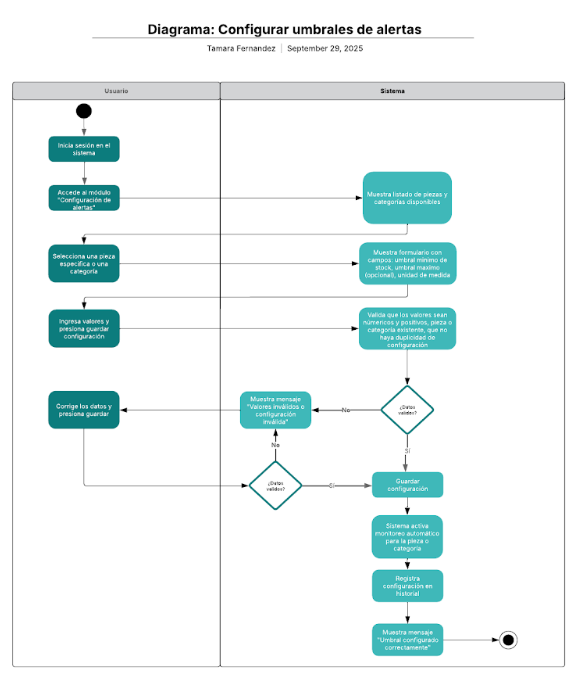 Diagrama: Configurar umbrales de alertas
Tamara Fernandez | September 29, 2025
Usuario
Sistema
Inicia sesión en el
sistema
Accede al módulo
"Configuración de
alertas"
Muestra listado de piezas y
categorías disponibles
Selecciona una pieza
especifica o una
categoría
Muestra formulario con
campos: umbral mínimo de
stock, umbral maximo
(opcional), unidad de medida
Ingresa valores y
presiona guardar
configuración
Valida que los valores sean
númericos y positivos, pieza o
categoría existente, que no
haya duplicidad de
configuración
Corrige los datos y
presiona guardar
Muestra mensaje
"Valores inválidos o
configuración
inválida"
No
¿Datos
validos?
Sí
No
¿Datos
validos?
Sí
Guardar
configuración
Sistema activa
monitoreo automático
para la pieza o
categoría
Registra
configuración en
historial
Muestra mensaje
"Umbral configurado
correctamente"